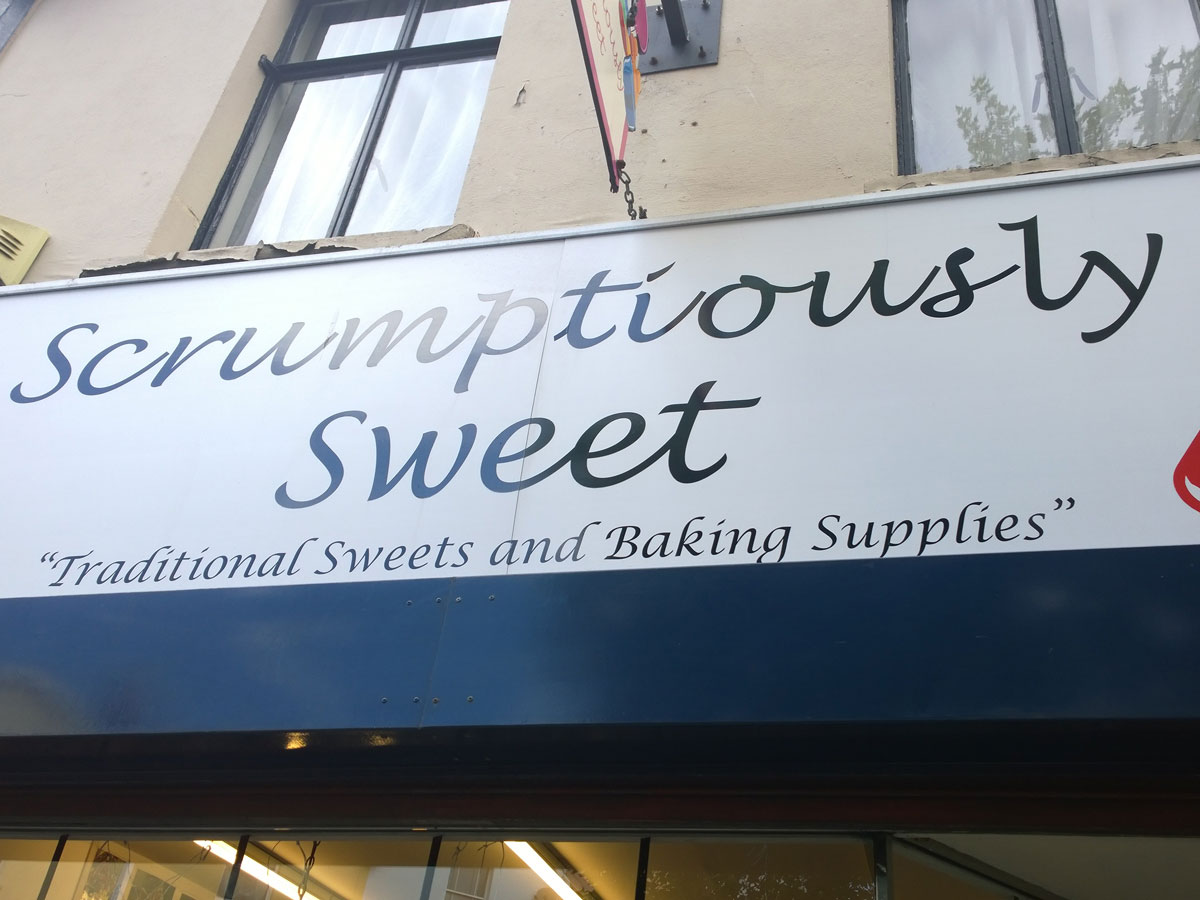 Scrumptiously
Sweet
“Traditional Sweets and Baking Supplies”